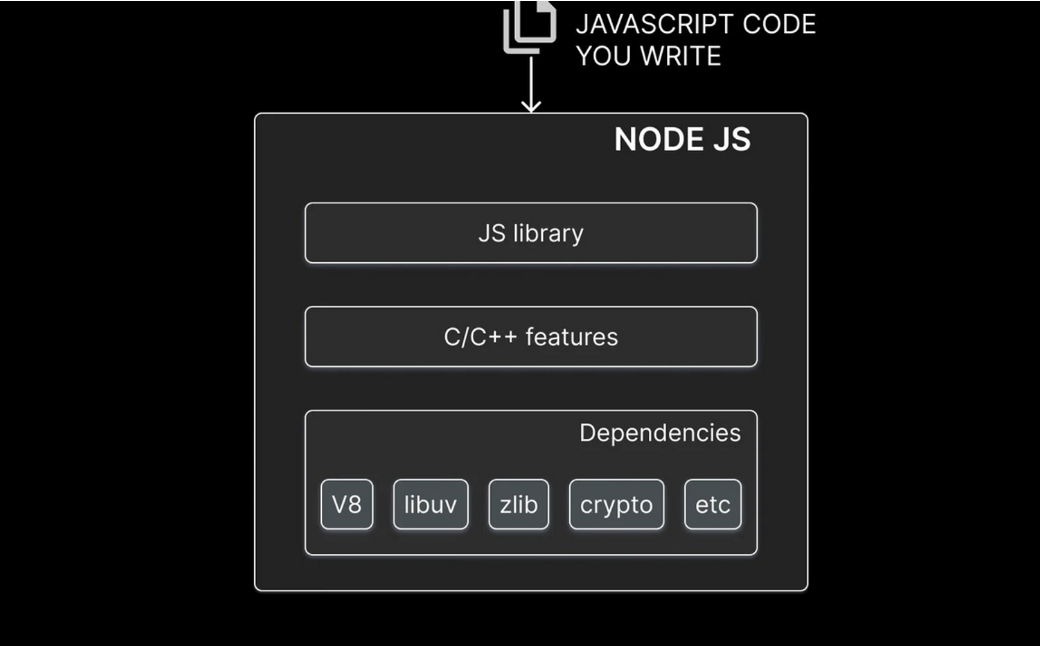 JAVASCRIPT CODE
YOU WRITE
NODE JS
JS library
C/C++ features
Dependencies
V8 libuv zlib crypto etc